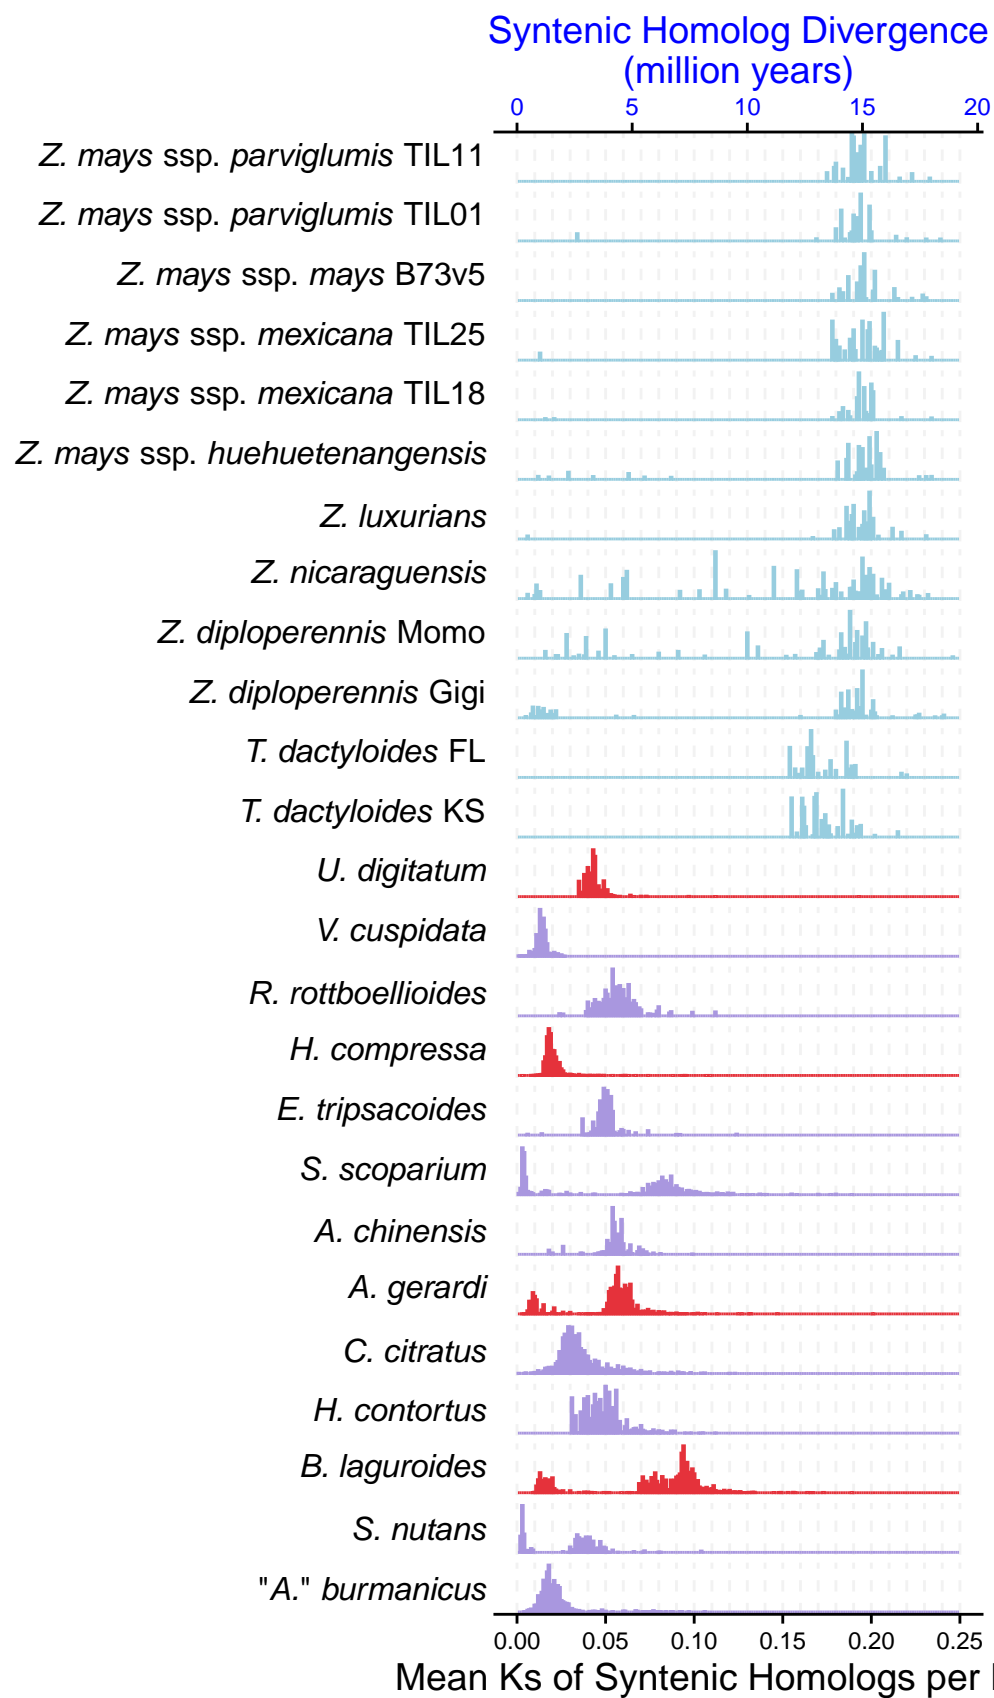 Syntenic Homolog Divergence
(million years)
0 5 10 15 20
Z. mays ssp. parviglumis TIL11
Z. mays ssp. parviglumis TIL01
Z. mays ssp. mays B73v5
Z. mays ssp. mexicana TIL25
Z. mays ssp. mexicana TIL18
Z. mays ssp. huehuetenangensis
Z. luxurians
Z. nicaraguensis
Z. diploperennis Momo
Z. diploperennis Gigi
T. dactyloides FL
T. dactyloides KS
U. digitatum
V. cuspidata
R. rottboellioides
H. compressa
E. tripsacoides
S. scoparium
A. chinensis
A. gerardi
C. citratus
H. contortus
B. laguroides
S. nutans
"A." burmanicus
0.00 0.05 0.10 0.15 0.20 0.25
Mean Ks of Syntenic Homologs per